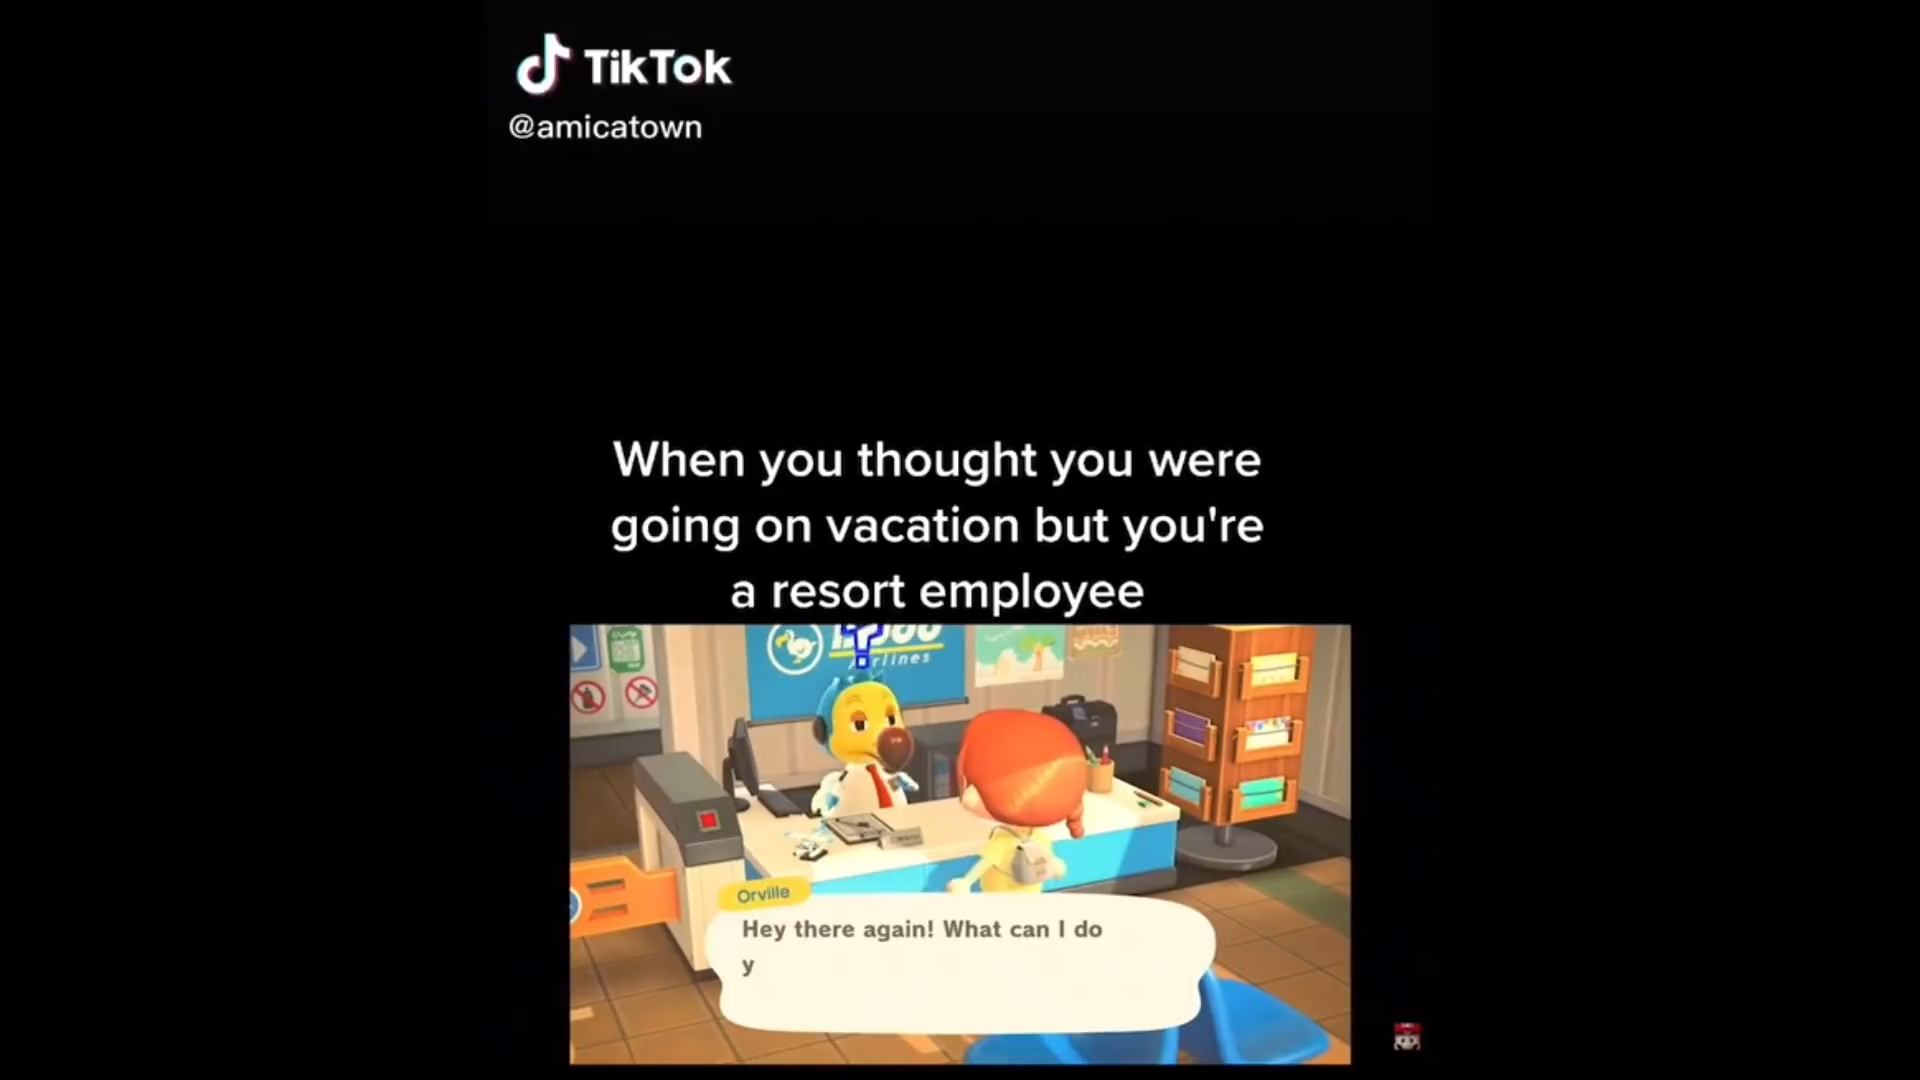 TikTok
@amicatown
When you thought you were
going on vacation but you're
a resort employee
Airlines
Orville
Hey there again! What can I do
y